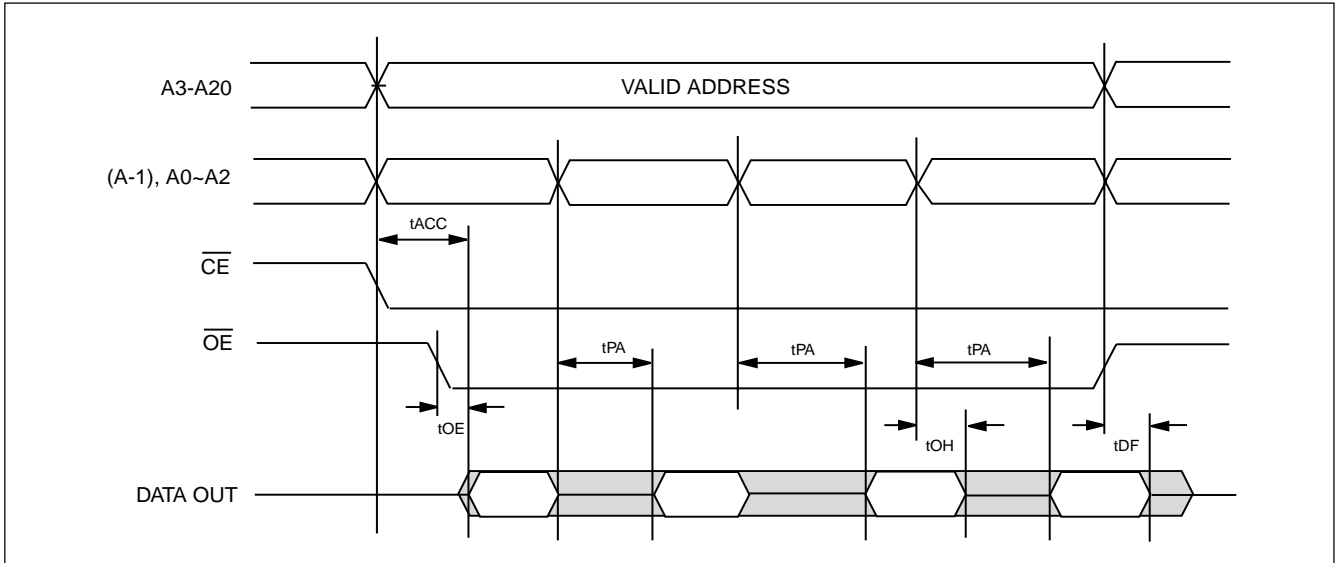 A3-A20
VALID ADDRESS
(A-1), A0~A2
tACC
CE
OE
tPA
tPA
tPA
tOE
tOH
tDF
DATA OUT